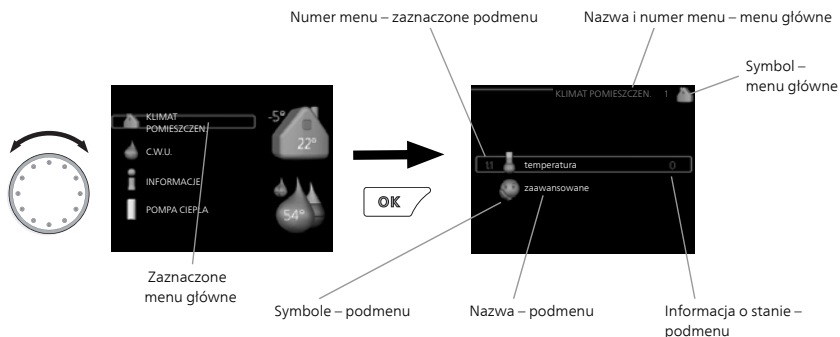 Numer menu – zaznaczone podmenu
Nazwa i numer menu – menu główne
Symbol –
menu główne
KLIMAT
POMIESZCZEN.
C.W.U.
INFORMACJE
POMPA CIEPŁA
-5°
22°
54°
OK
KLIMAT POMIESZCZEN. 1
1.1 temperatura 0
zaawansowane
Zaznaczone
menu główne
Symbole – podmenu
Nazwa – podmenu
Informacja o stanie –
podmenu